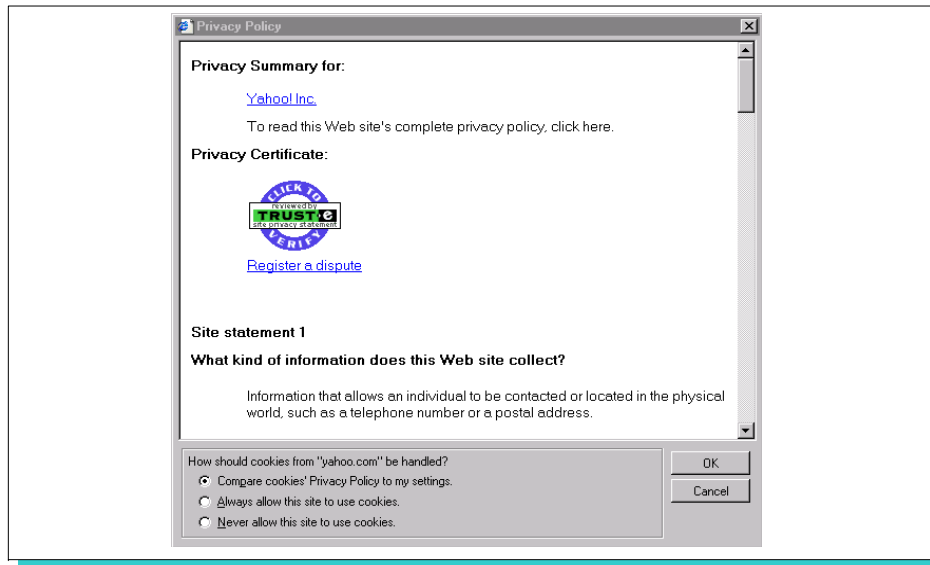 Privacy Policy
Privacy Summary for:
Yahoo! Inc.
To read this Web site's complete privacy policy, click here.
Privacy Certificate:
CLICK TO
reviewed by
TRUST e
site privacy statement
VERIFY
Register a dispute
Site statement 1
What kind of information does this Web site collect?
Information that allows an individual to be contacted or located in the physical
world, such as a telephone number or a postal address.
How should cookies from "yahoo.com" be handled?
Compare cookies' Privacy Policy to my settings.
Always allow this site to use cookies.
Never allow this site to use cookies.
OK
Cancel